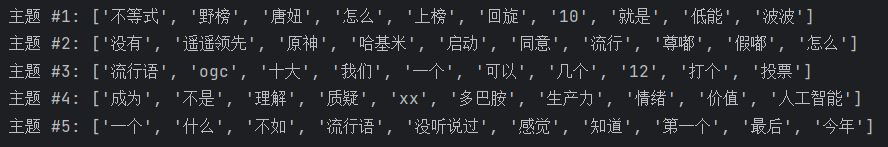 主题 #1: ['不等式', '野榜', '唐妞', '怎么', '上榜', '回旋', '10', '就是', '低能', '波波']
主题 #2: ['没有', '遥遥领先', '原神', '哈基米', '启动', '同意', '流行', '尊嘟', '假嘟', '怎么']
主题 #3: ['流行语', 'ogc', '十大', '我们', '一个', '可以', '几个', '12', '打个', '投票']
主题 #4: ['成为', '不是', '理解', '质疑', 'xx', '多巴胺', '生产力', '情绪', '价值', '人工智能']
主题 #5: ['一个', '什么', '不如', '流行语', '没听说过', '感觉', '知道', '第一个', '最后', '今年']